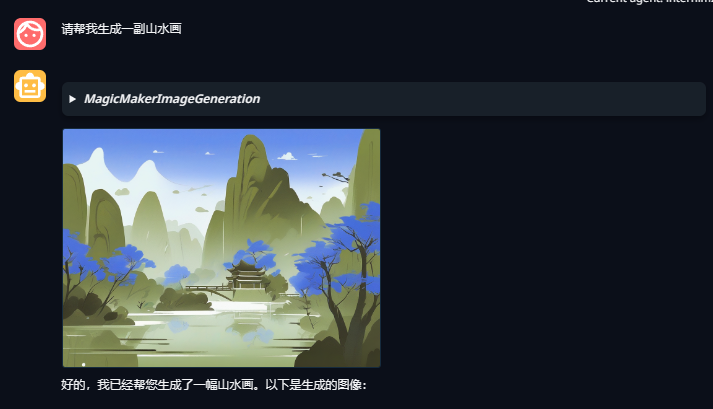 Current agent: internlm
请帮我生成一副山水画
MagicMakerImageGeneration
好的，我已经帮您生成了一幅山水画。以下是生成的图像：